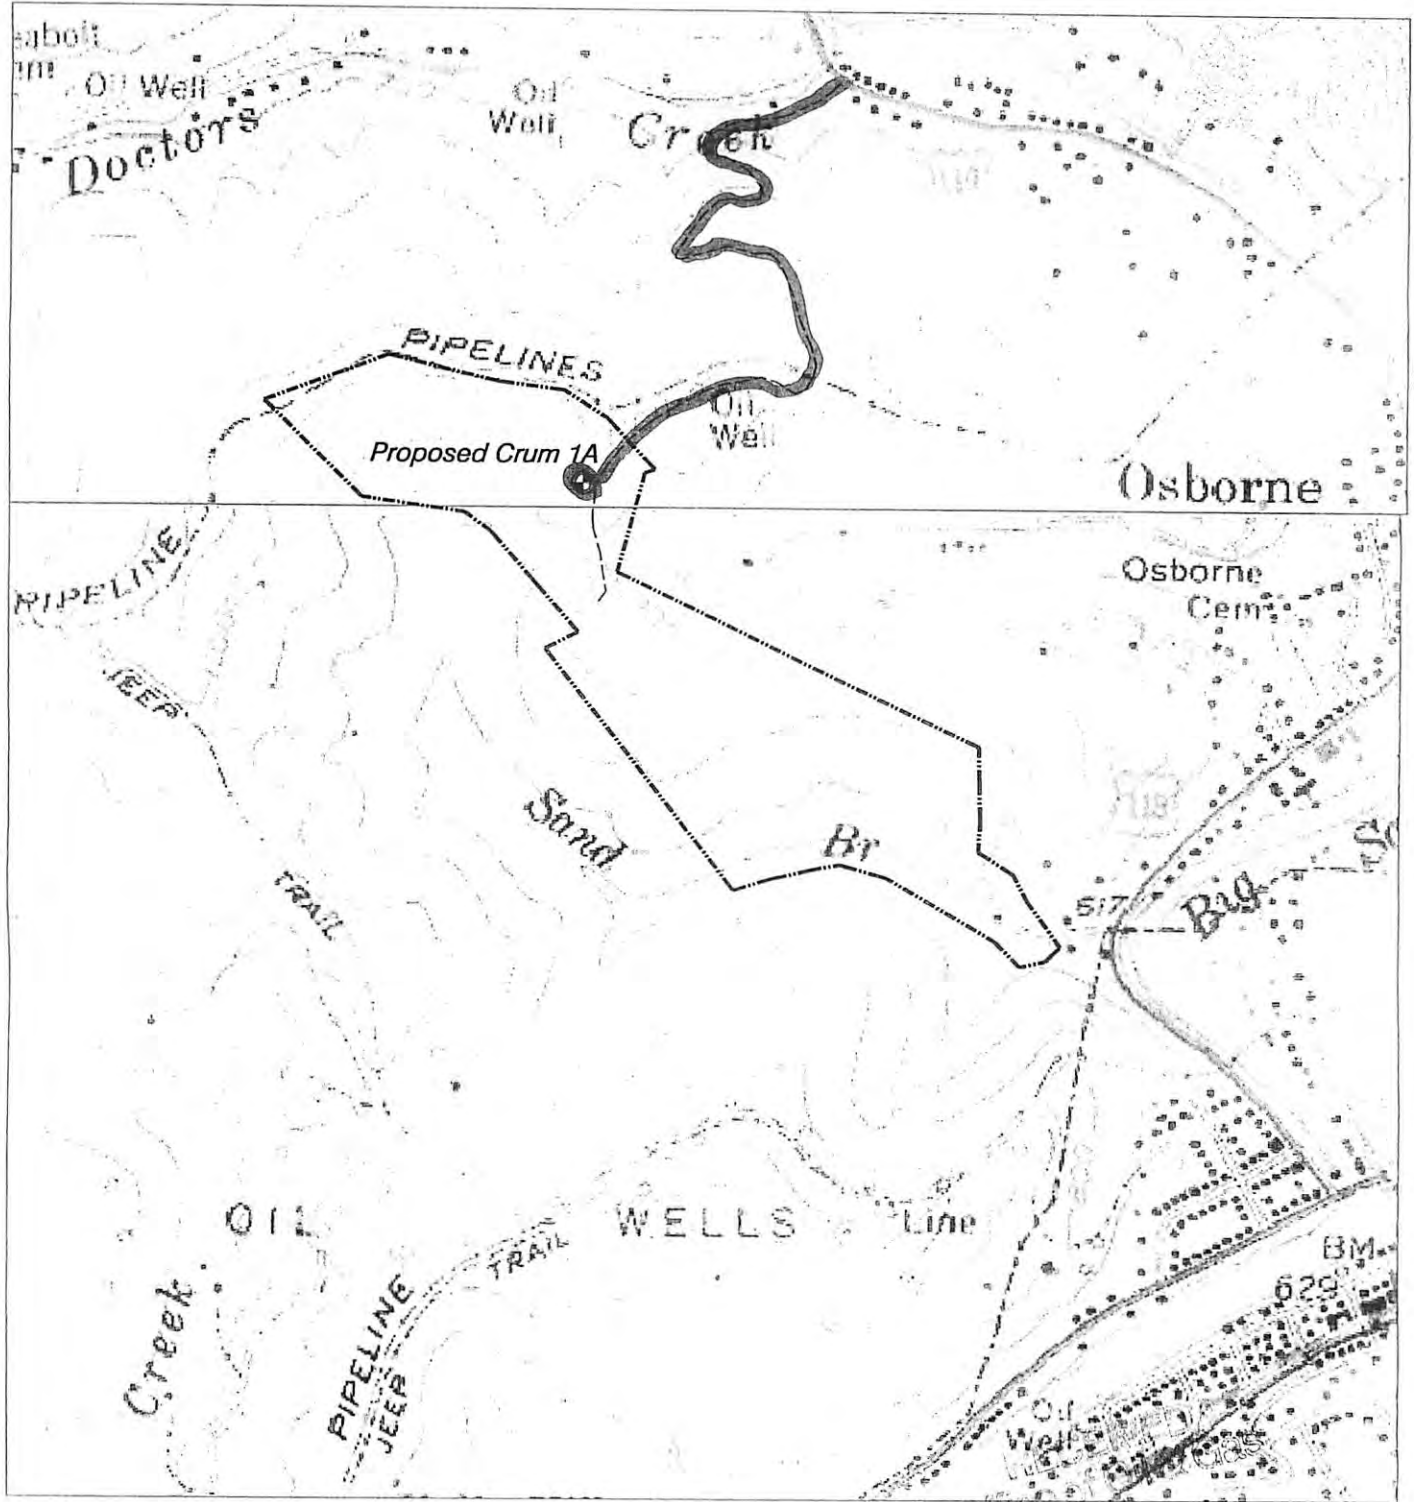 Oil Well
Oil
Well
Doctors
Creek
PIPELINES
Oil
Well
Proposed Crum 1A
Osborne
PIPELINE
Osborne
Cem
JEEP
TRAIL
Sand
Br
517
Big
OIL
WELLS
Line
TRAIL
Creek
PIPELINE
JEEP
BM
629
Oil
Well